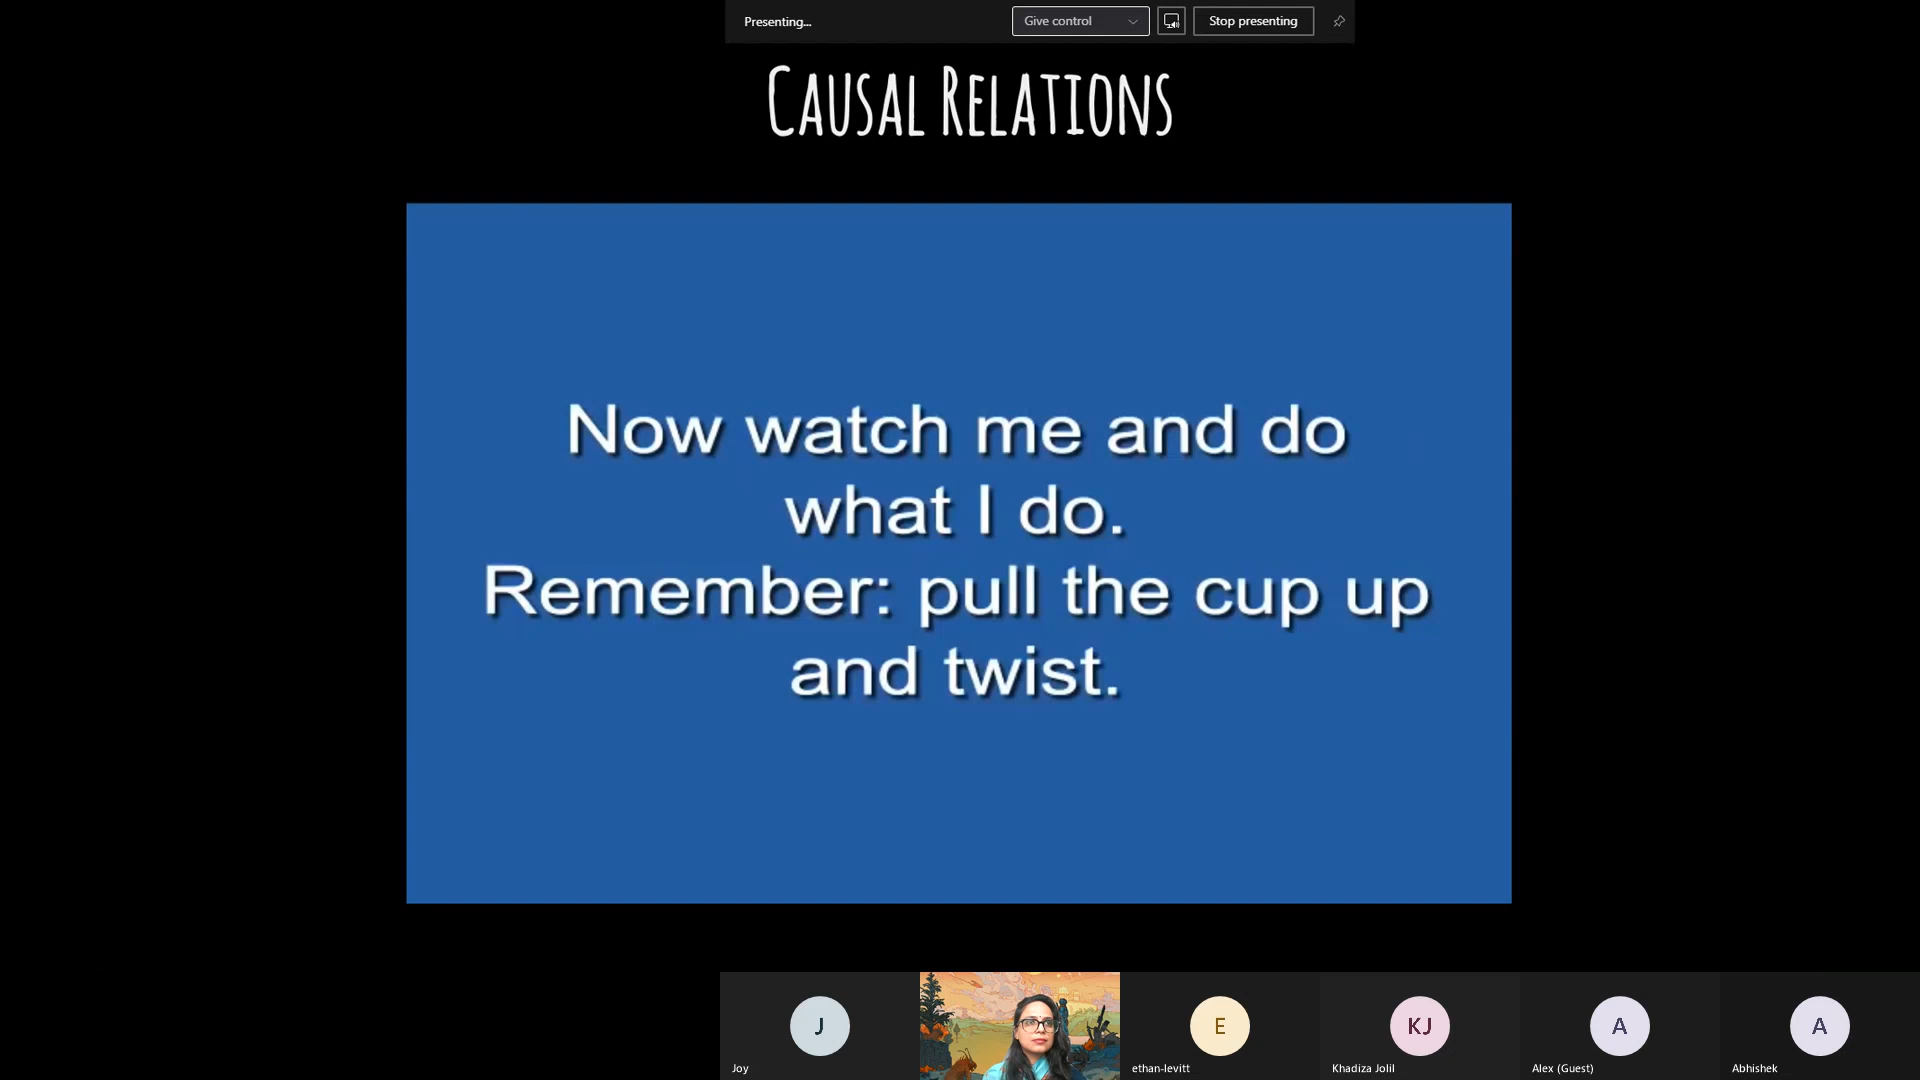 Presenting...
Give control
Stop presenting
CAUSAL RELATIONS
Now watch me and do
what I do.
Remember: pull the cup up
and twist.
J
E
KJ
A
A
Joy
ethan-levitt
Khadiza Jolil
Alex (Guest)
Abhishek